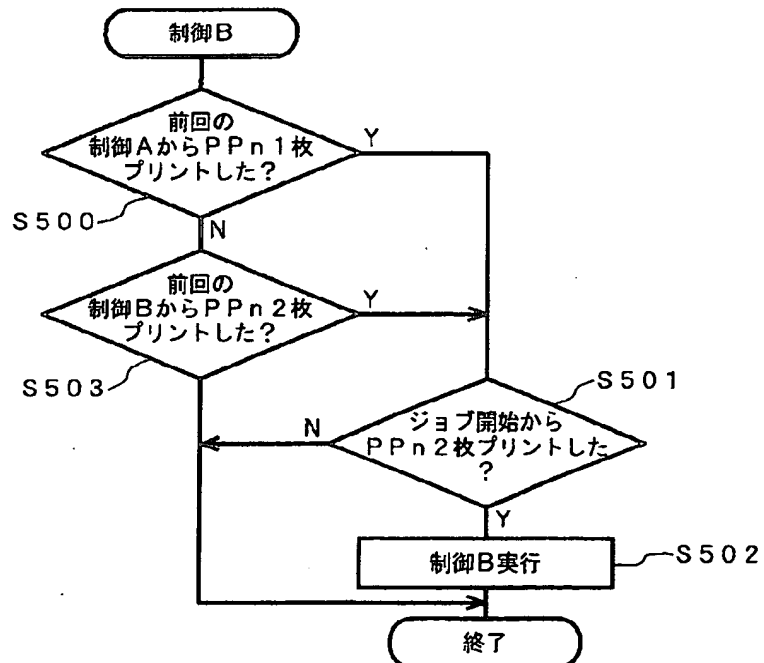 制御B
前回の
制御AからPPn1枚
プリントした?
Y
S500
N
前回の
制御BからPPn2枚
プリントした?
Y
S503
S501
ジョブ開始から
PPn2枚プリントした
?
N
Y
制御B実行
S502
終了